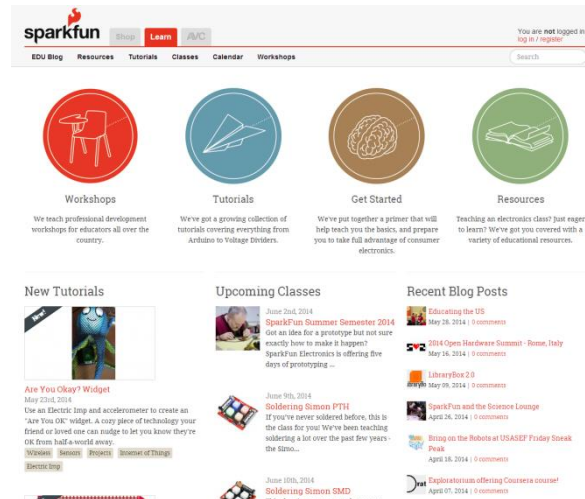 sparkfun
Shop Learn AVC
You are not logged in
log in / register
EDU Blog Resources Tutorials Classes Calendar Workshops
Search
Workshops
We teach professional development
workshops for educators all over the
country.
Tutorials
We've got a growing collection of
tutorials covering everything from
Arduino to Voltage Dividers.
Get Started
We've put together a primer that will
help teach you the basics, and prepare
you to take full advantage of consumer
electronics.
Resources
Teaching an electronics class? Just eager
to learn? We've got you covered with a
variety of educational resources.
New Tutorials
New!
Are You Okay? Widget
May 23rd, 2014
Use an Electric Imp and accelerometer to create an
"Are You OK" widget. A cozy piece of technology your
friend or loved one can nudge to let you know they're
OK from half-a-world away.
Wireless Sensors Projects Internet of Things
Electric Imp
Upcoming Classes
June 2nd, 2014
SparkFun Summer Semester 2014
Got an idea for a prototype but not sure
exactly how to make it happen?
SparkFun Electronics is offering five
days of prototyping ...
June 9th, 2014
Soldering Simon PTH
If you've never soldered before, this is
the class for you! We've been teaching
soldering a lot over the past few years -
the Simo...
June 10th, 2014
Soldering Simon SMD
Recent Blog Posts
Educating the US
May 28, 2014 | 0 comments
2014 Open Hardware Summit - Rome, Italy
May 16, 2014 | 0 comments
LibraryBox 2.0
May 09, 2014 | 0 comments
SparkFun and the Science Lounge
April 26, 2014 | 0 comments
Bring on the Robots at USASEF Friday Sneak
Peak
April 18, 2014 | 0 comments
Exploratorium offering Coursera course!
April 07, 2014 | 0 comments